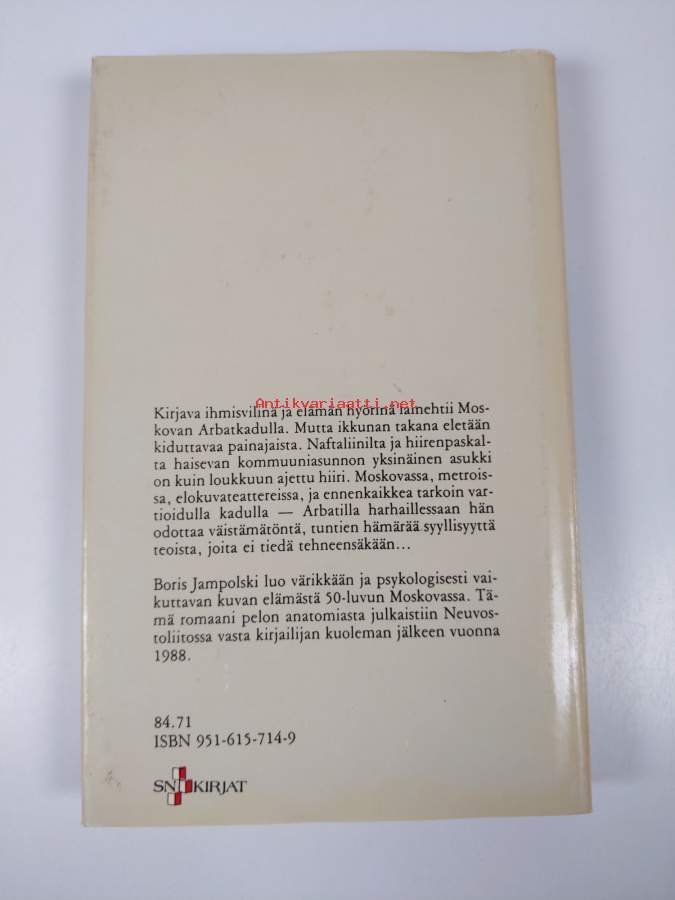 Antikvariaatti.net
Kirjava ihmisvilinä ja elämän hyörinä lainehtii Mos-
kovan Arbatkadulla. Mutta ikkunan takana eletään
kiduttavaa painajaista. Naftaliinilta ja hiirenpaskal-
ta haisevan kommuuniasunnon yksinäinen asukki
on kuin loukkuun ajettu hiiri. Moskovassa, metrois-
sa, elokuvateattereissa, ja ennenkaikkea tarkoin var-
tioidulla kadulla — Arbatilla harhaillessaan hän
odottaa väistämätöntä, tuntien hämärää syyllisyyttä
teoista, joita ei tiedä tehneensäkään...
Boris Jampolski luo värikkään ja psykologisesti vai-
kuttavan kuvan elämästä 50-luvun Moskovassa. Tä-
mä romaani pelon anatomiasta julkaistiin Neuvos-
toliitossa vasta kirjailijan kuoleman jälkeen vuonna
1988.
84.71
ISBN 951-615-714-9
SN KIRJAT